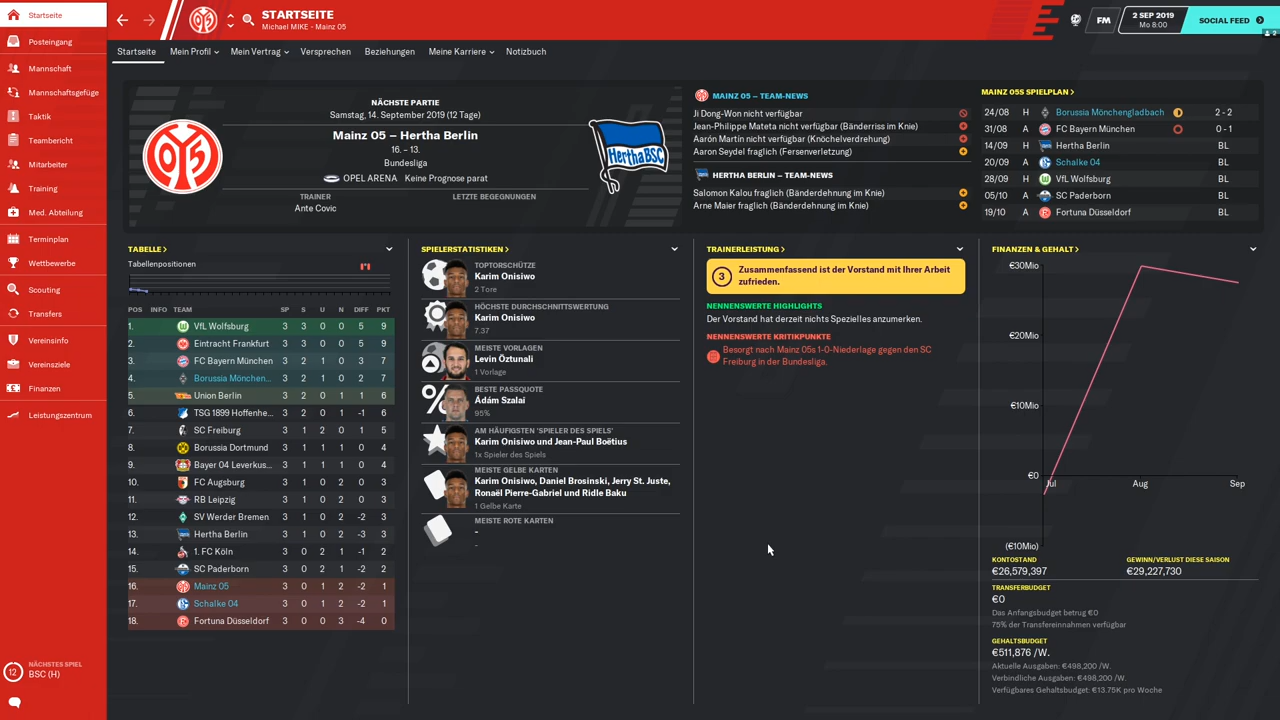 Startseite
Posteingang
Mannschaft
Mannschaftsgefüge
Taktik
Teambericht
Mitarbeiter
Training
Med. Abteilung
Terminplan
Wettbewerbe
Scouting
Transfers
Vereinsinfo
Vereinsziele
Finanzen
Leistungszentrum
NÄCHSTES SPIEL
12 BSC (H)
STARTSEITE
Michael MIKE - Mainz 05
FM
2 SEP 2019
Mo 8:00
SOCIAL FEED
2
Startseite Mein Profil Mein Vertrag Versprechen Beziehungen Meine Karriere Notizbuch
NÄCHSTE PARTIE
Samstag, 14. September 2019 (12 Tage)
Mainz 05 – Hertha Berlin
16. – 13.
Bundesliga
OPEL ARENA Keine Prognose parat
TRAINER LETZTE BEGEGNUNGEN
Ante Covic
MAINZ 05 – TEAM-NEWS
Ji Dong-Won nicht verfügbar
Jean-Philippe Mateta nicht verfügbar (Bänderriss im Knie)
Aarón Martín nicht verfügbar (Knöchelverdrehung)
Aaron Seydel fraglich (Fersenverletzung)
HERTHA BERLIN – TEAM-NEWS
Salomon Kalou fraglich (Bänderdehnung im Knie)
Arne Maier fraglich (Bänderdehnung im Knie)
MAINZ 05S SPIELPLAN >
24/08 H Borussia Mönchengladbach 2 - 2
31/08 A FC Bayern München 0 - 1
14/09 H Hertha Berlin BL
20/09 A Schalke 04 BL
28/09 H VfL Wolfsburg BL
05/10 A SC Paderborn BL
19/10 A Fortuna Düsseldorf BL
TABELLE >
Tabellenpositionen
POS INFO TEAM SP S U N DIFF PKT
1. VfL Wolfsburg 3 3 0 0 5 9
2. Eintracht Frankfurt 3 3 0 0 5 9
3. FC Bayern München 3 2 1 0 3 7
4. Borussia Mönchen... 3 2 1 0 2 7
5. Union Berlin 3 2 0 1 1 6
6. TSG 1899 Hoffenhe... 3 2 0 1 -1 6
7. SC Freiburg 3 1 2 0 1 5
8. Borussia Dortmund 3 1 1 1 0 4
9. Bayer 04 Leverkus... 3 1 1 1 0 4
10. FC Augsburg 3 1 0 2 0 3
11. RB Leipzig 3 1 0 2 0 3
12. SV Werder Bremen 3 1 0 2 -2 3
13. Hertha Berlin 3 1 0 2 -3 3
14. 1. FC Köln 3 0 2 1 -1 2
15. SC Paderborn 3 0 2 1 -2 2
16. Mainz 05 3 0 1 2 -2 1
17. Schalke 04 3 0 1 2 -2 1
18. Fortuna Düsseldorf 3 0 0 3 -4 0
SPIELERSTATISTIKEN >
TOPTORSCHÜTZE
Karim Onisiwo
2 Tore
HÖCHSTE DURCHSCHNITTSWERTUNG
Karim Onisiwo
7.37
MEISTE VORLAGEN
Levin Öztunali
1 Vorlage
BESTE PASSQUOTE
Ádám Szalai
95%
AM HÄUFIGSTEN 'SPIELER DES SPIELS'
Karim Onisiwo und Jean-Paul Boëtius
1x Spieler des Spiels
MEISTE GELBE KARTEN
Karim Onisiwo, Daniel Brosinski, Jerry St. Juste,
Ronaël Pierre-Gabriel und Ridle Baku
1 Gelbe Karte
MEISTE ROTE KARTEN
-
-
TRAINERLEISTUNG >
3 Zusammenfassend ist der Vorstand mit Ihrer Arbeit
zufrieden.
NENNENSWERTE HIGHLIGHTS
Der Vorstand hat derzeit nichts Spezielles anzumerken.
NENNENSWERTE KRITIKPUNKTE
Besorgt nach Mainz 05s 1-0-Niederlage gegen den SC
Freiburg in der Bundesliga.
FINANZEN & GEHALT >
€30Mio
€20Mio
€10Mio
€0
(€10Mio)
Jul Aug Sep
KONTOSTAND GEWINN/VERLUST DIESE SAISON
€26,579,397 €29,227,730
TRANSFERBUDGET
€0
Das Anfangsbudget betrug €0
75% der Transfereinnahmen verfügbar
GEHALTSBUDGET
€511,876 /W.
Aktuelle Ausgaben: €498,200 /W.
Verbindliche Ausgaben: €498,200 /W.
Verfügbares Gehaltsbudget: €13.75K pro Woche